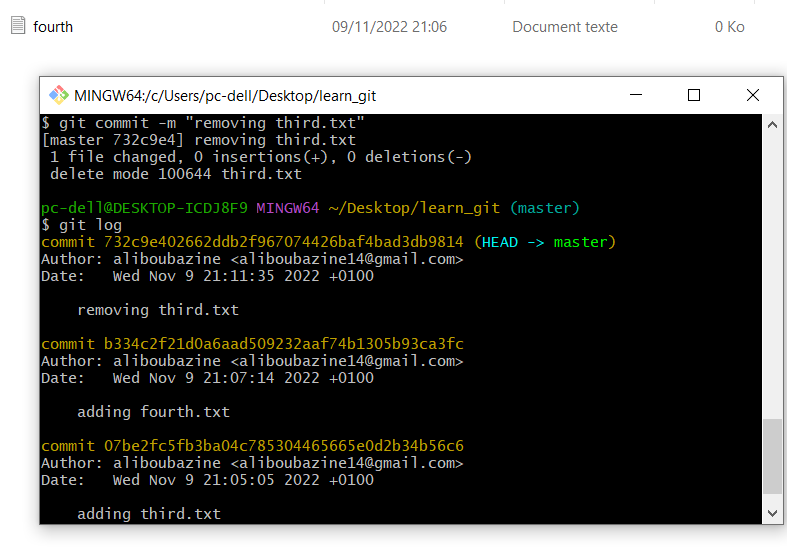 fourth 09/11/2022 21:06 Document texte 0 Ko
MINGW64:/c/Users/pc-dell/Desktop/learn_git
$ git commit -m "removing third.txt"
[master 732c9e4] removing third.txt
 1 file changed, 0 insertions(+), 0 deletions(-)
 delete mode 100644 third.txt
pc-dell@DESKTOP-ICDJ8F9 MINGW64 ~/Desktop/learn_git (master)
$ git log
commit 732c9e402662ddb2f967074426baf4bad3db9814 (HEAD -> master)
Author: aliboubazine <aliboubazine14@gmail.com>
Date:   Wed Nov 9 21:11:35 2022 +0100
    removing third.txt
commit b334c2f21d0a6aad509232aaf74b1305b93ca3fc
Author: aliboubazine <aliboubazine14@gmail.com>
Date:   Wed Nov 9 21:07:14 2022 +0100
    adding fourth.txt
commit 07be2fc5fb3ba04c785304465665e0d2b34b56c6
Author: aliboubazine <aliboubazine14@gmail.com>
Date:   Wed Nov 9 21:05:05 2022 +0100
    adding third.txt